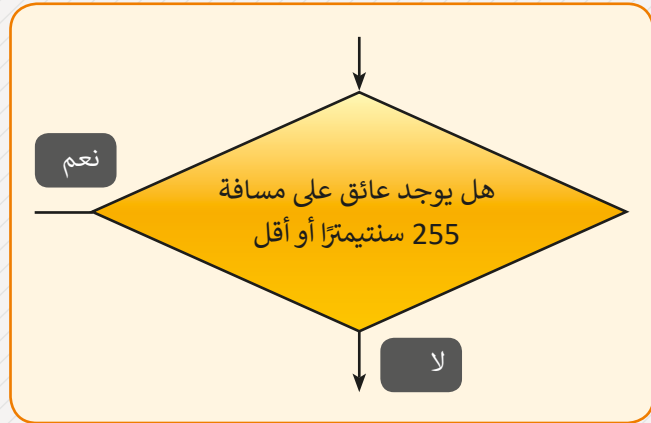 نعم
هل يوجد عائق على مسافة
255 سنتيمترًا أو أقل
لا